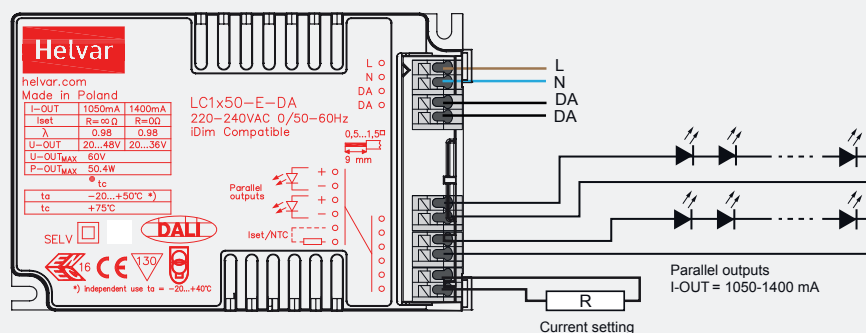 Helvar
helvar.com
Made in Poland
I-OUT 1050mA 1400mA
Iset R=∞Ω R=0Ω
λ 0.98 0.98
U-OUT 20...48V 20...36V
U-OUTMAX 60V
P-OUTMAX 50.4W
tc
ta -20...+50°C *)
tc +75°C
SELV
DALI
16
CE
130
*) Independent use ta = -20...+40°C
LC1x50-E-DA
220-240VAC 0/50-60Hz
iDim Compatible
L
N
DA
DA
0,5...1,5
9 mm
Parallel
outputs
+
-
+
-
Iset/NTC
L
N
DA
DA
Parallel outputs
I-OUT = 1050-1400 mA
R
Current setting